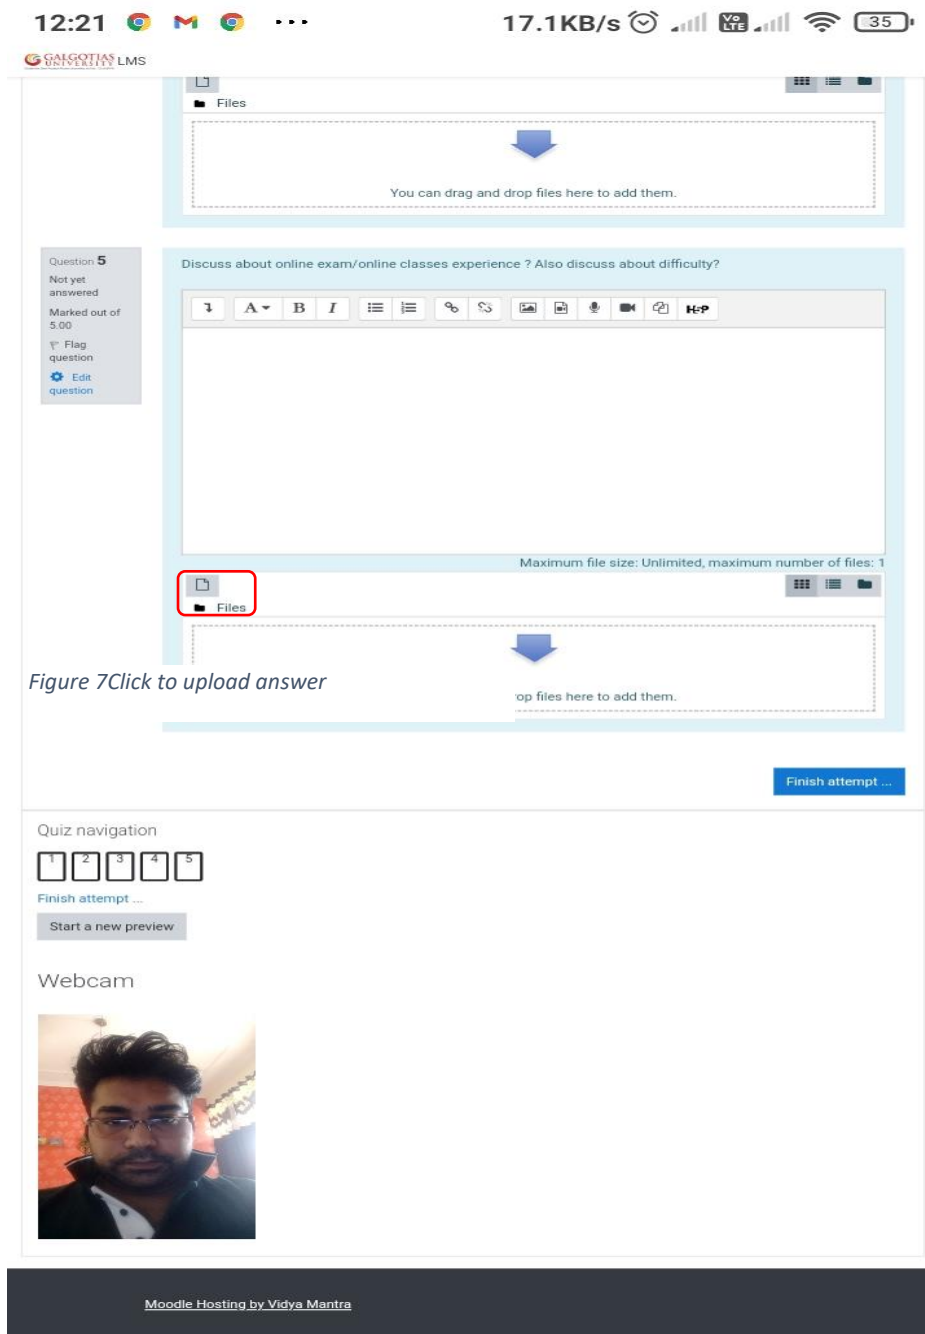 12:21 ... 17.1KB/s Vo LTE 35
GALGOTIAS UNIVERSITY LMS
Files
You can drag and drop files here to add them.
Question 5
Not yet
answered
Marked out of
5.00
Flag
question
Edit
question
Discuss about online exam/online classes experience ? Also discuss about difficulty?
A B I H-P
Maximum file size: Unlimited, maximum number of files: 1
Files
Figure 7Click to upload answer
op files here to add them.
Finish attempt ...
Quiz navigation
1 2 3 4 5
Finish attempt ...
Start a new preview
Webcam
Moodle Hosting by Vidya Mantra